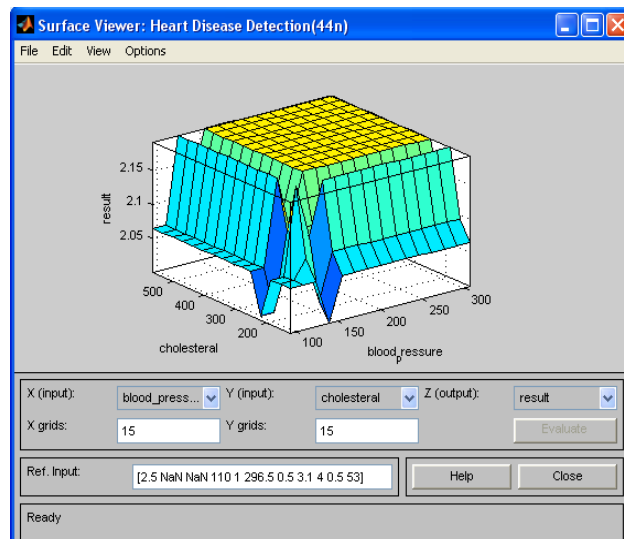 Surface Viewer: Heart Disease Detection(44n)
File Edit View Options
2.15
2.1
2.05
resullt
500
400
300
200
cholesteral
100
150
200
250
300
blood_pressure
X (input): blood_press... Y (input): cholesteral Z (output): result
X grids: 15 Y grids: 15 Evaluate
Ref. Input: [2.5 NaN NaN 110 1 296.5 0.5 3.1 4 0.5 53] Help Close
Ready